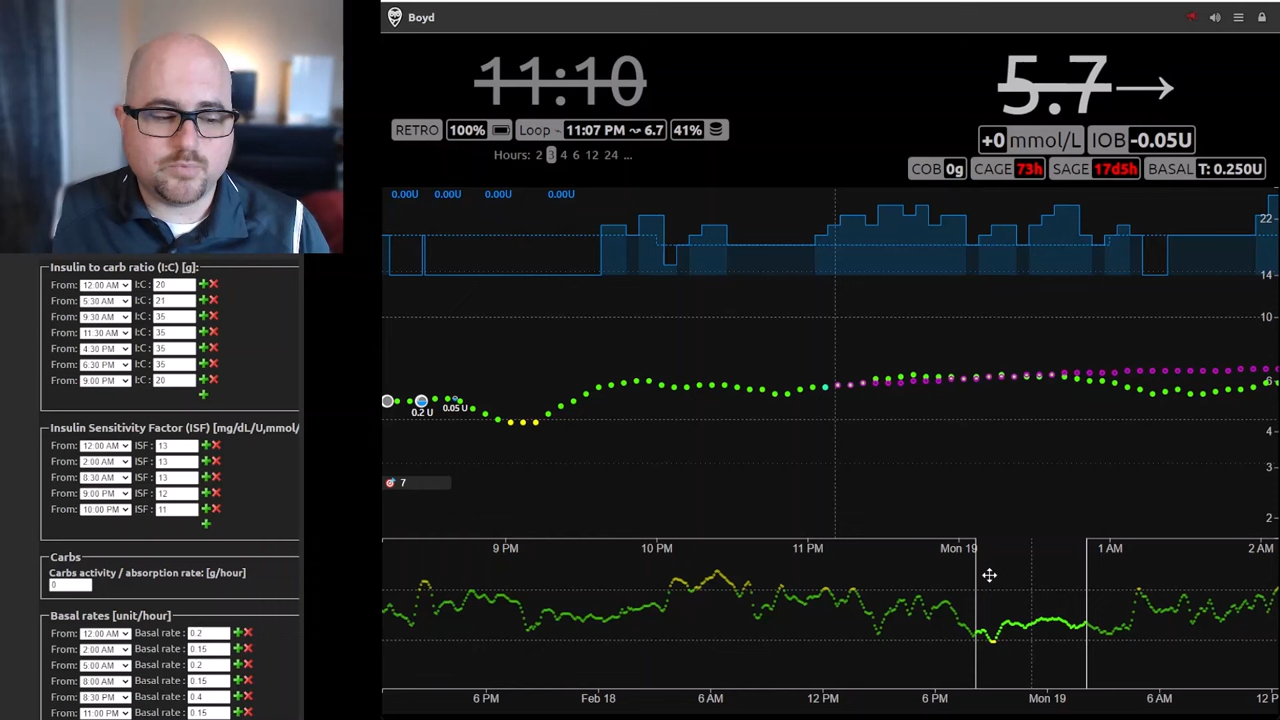 Boyd
11:10
5.7→
RETRO 100% Loop 11:07 PM ↝ 6.7 41%
+0 mmol/L IOB -0.05U
Hours: 2 3 4 6 12 24 ...
COB 0g CAGE 73h SAGE 17d5h BASAL T: 0.250U
0.00U 0.00U 0.00U 0.00U
22
14
10
6
4
3
2
0.2 U 0.05 U
7
9 PM 10 PM 11 PM Mon 19 1 AM 2 AM
6 PM Feb 18 6 AM 12 PM 6 PM Mon 19 6 AM 12 P
Insulin to carb ratio (I:C) [g]:
From: 12:00 AM I:C : 20
From: 5:30 AM I:C : 21
From: 9:30 AM I:C : 35
From: 11:30 AM I:C : 35
From: 4:30 PM I:C : 35
From: 6:30 PM I:C : 35
From: 9:00 PM I:C : 20
Insulin Sensitivity Factor (ISF) [mg/dL/U,mmol/
From: 12:00 AM ISF : 13
From: 2:00 AM ISF : 13
From: 8:30 AM ISF : 13
From: 9:00 PM ISF : 12
From: 10:00 PM ISF : 11
Carbs
Carbs activity / absorption rate: [g/hour]
0
Basal rates [unit/hour]
From: 12:00 AM Basal rate : 0.2
From: 2:00 AM Basal rate : 0.15
From: 5:00 AM Basal rate : 0.2
From: 8:00 AM Basal rate : 0.15
From: 8:30 PM Basal rate : 0.4
From: 11:00 PM Basal rate : 0.15